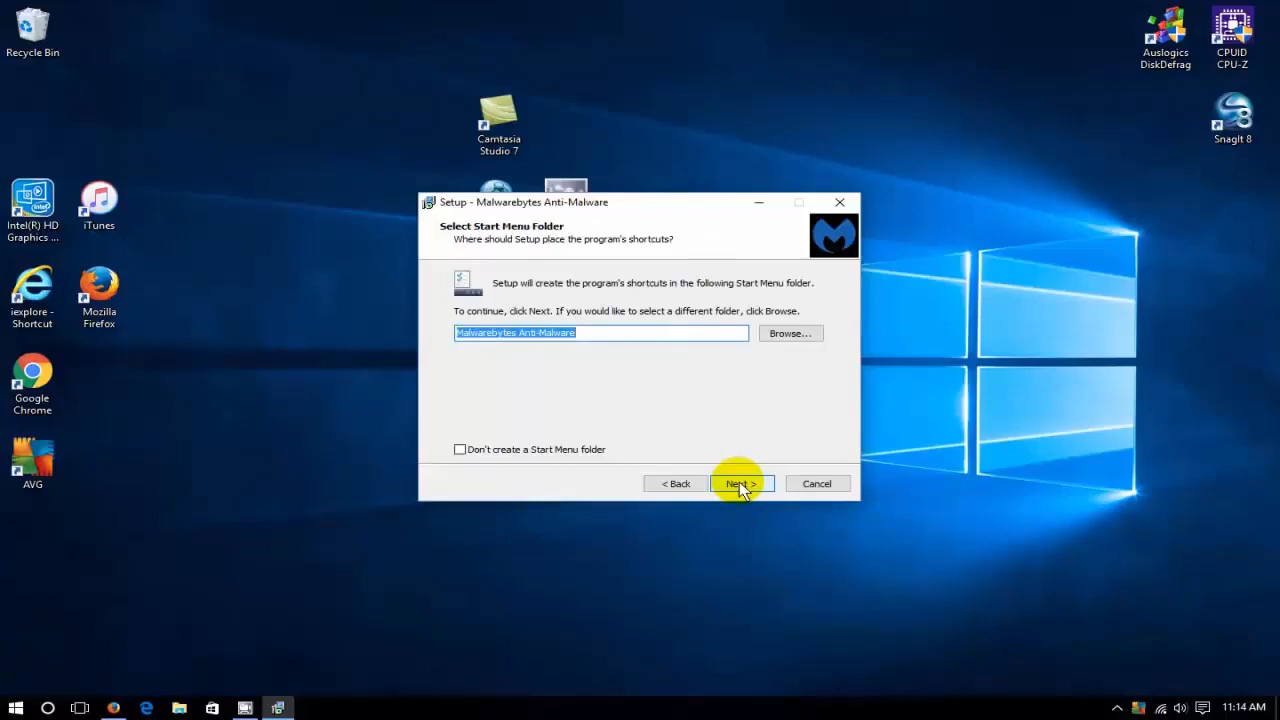 Recycle Bin
Auslogics
DiskDefrag
CPUID
CPU-Z
Camtasia
Studio 7
8
SnagIt 8
Intel(R) HD
Graphics ...
iTunes
Setup - Malwarebytes Anti-Malware
Select Start Menu Folder
Where should Setup place the program's shortcuts?
Setup will create the program's shortcuts in the following Start Menu folder.
To continue, click Next. If you would like to select a different folder, click Browse.
Malwarebytes Anti-Malware
Browse...
iexplore -
Shortcut
Mozilla
Firefox
Google
Chrome
Don't create a Start Menu folder
< Back
Next >
Cancel
AVG
11:14 AM